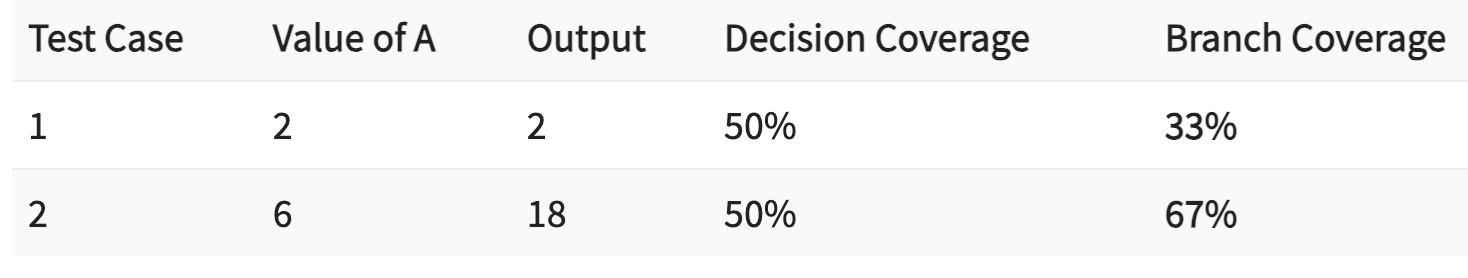 Test Case Value of A Output Decision Coverage Branch Coverage
1 2 2 50% 33%
2 6 18 50% 67%